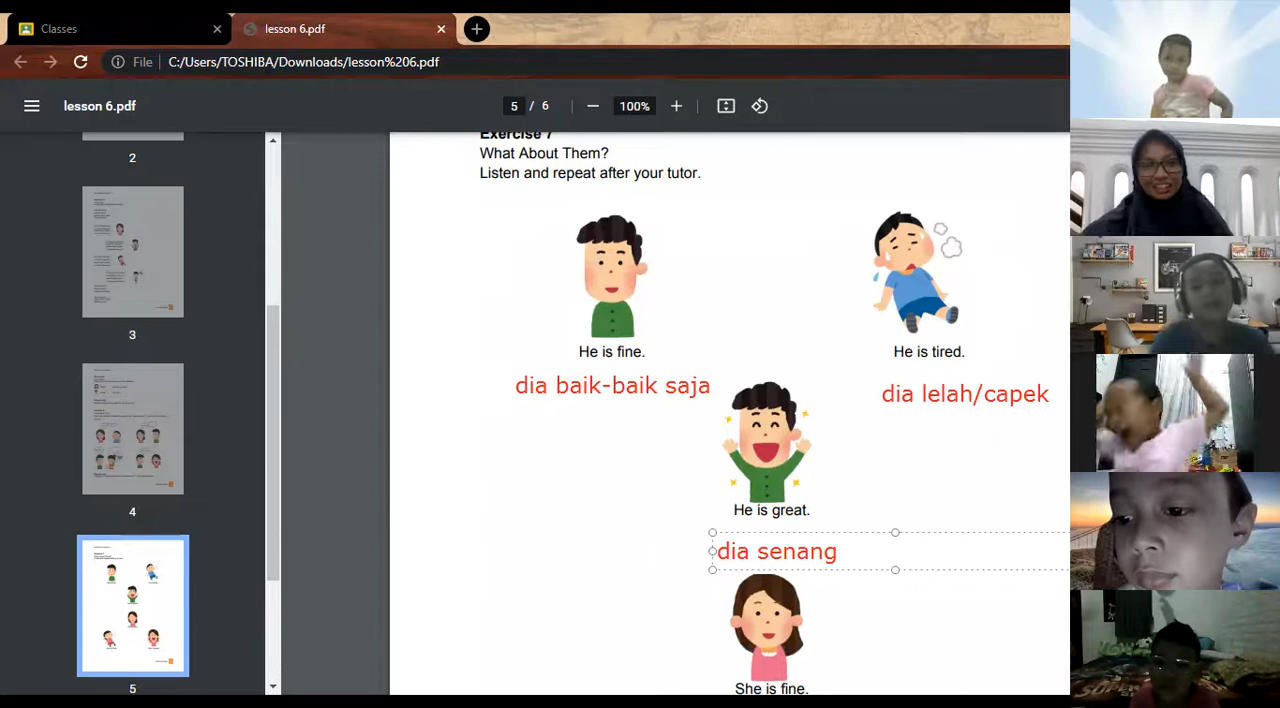 Classes
lesson 6.pdf
File
C:/Users/TOSHIBA/Downloads/lesson%206.pdf
lesson 6.pdf
5 / 6
100%
2
3
4
5
Exercise 7
What About Them?
Listen and repeat after your tutor.
He is fine.
He is tired.
dia baik-baik saja
dia lelah/capek
He is great.
dia senang
She is fine.